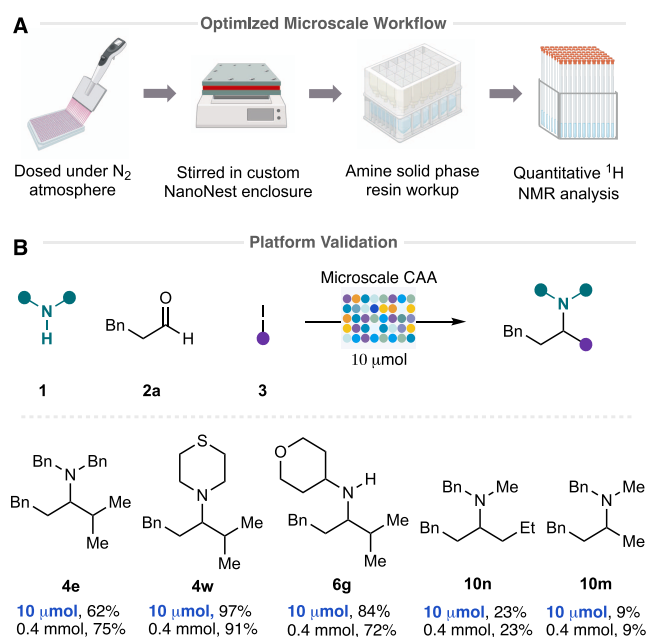 A
Optimized Microscale Workflow
Dosed under N2
atmosphere
Stirred in custom
NanoNest enclosure
Amine solid phase
resin workup
Quantitative 1H
NMR analysis
B
Platform Validation
N
H
1
Bn
O
H
2a
I
3
Microscale CAA
10 μmol
N
Bn
Bn
Bn
N
Bn
Me
Me
4e
10 μmol, 62%
0.4 mmol, 75%
S
N
Bn
Me
Me
4w
10 μmol, 97%
0.4 mmol, 91%
O
H
N
Bn
Me
Me
6g
10 μmol, 84%
0.4 mmol, 72%
Bn
Me
N
Bn
Et
10n
10 μmol, 23%
0.4 mmol, 23%
Bn
Me
N
Bn
Me
10m
10 μmol, 9%
0.4 mmol, 9%